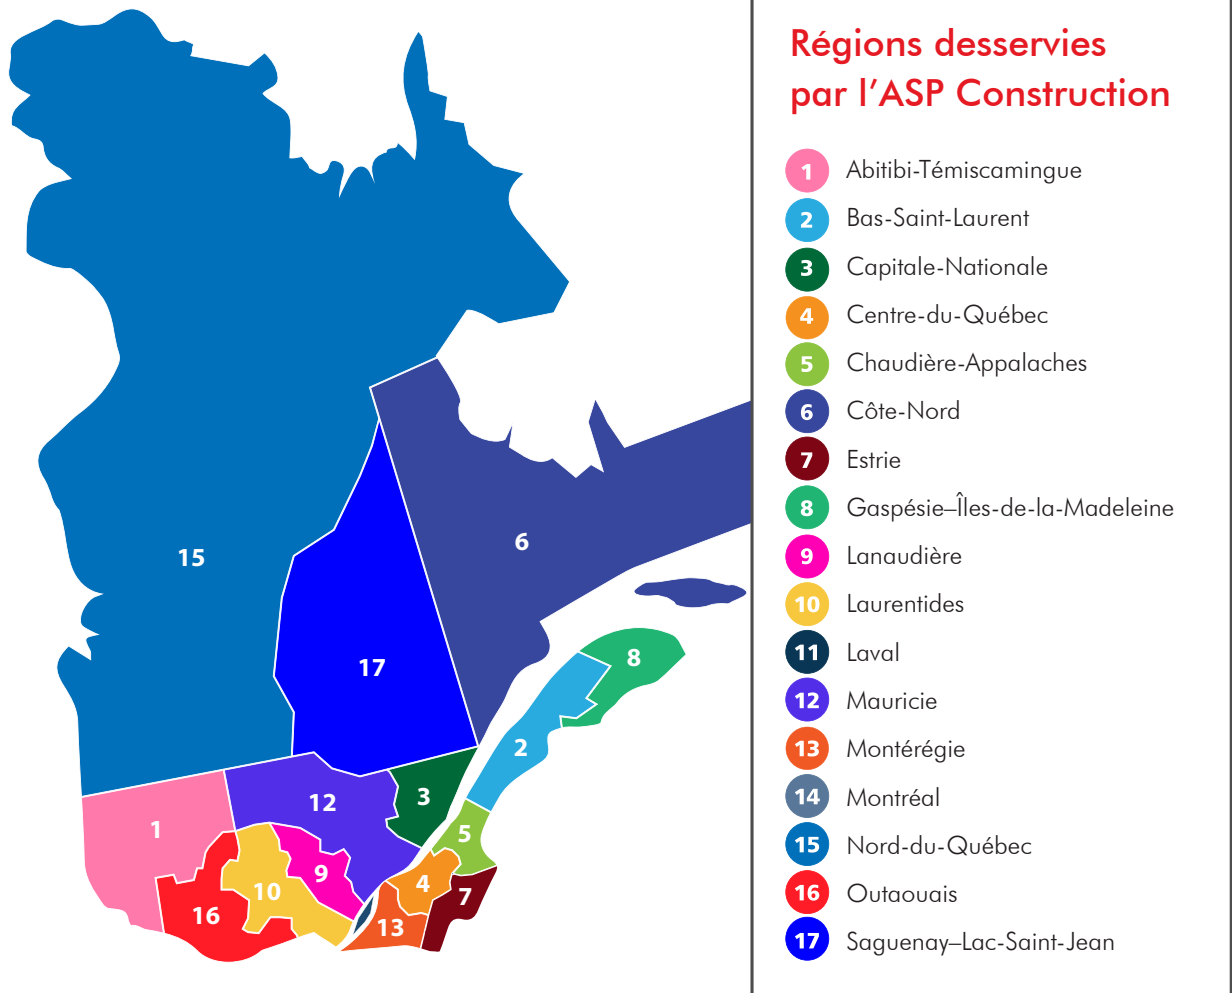 Régions desservies
par l’ASP Construction
1 Abitibi-Témiscamingue
2 Bas-Saint-Laurent
3 Capitale-Nationale
4 Centre-du-Québec
5 Chaudière-Appalaches
6 Côte-Nord
7 Estrie
8 Gaspésie–Îles-de-la-Madeleine
9 Lanaudière
10 Laurentides
11 Laval
12 Mauricie
13 Montérégie
14 Montréal
15 Nord-du-Québec
16 Outaouais
17 Saguenay–Lac-Saint-Jean
6
15
8
17
2
3
12
1
5
9
4
10
7
16
13